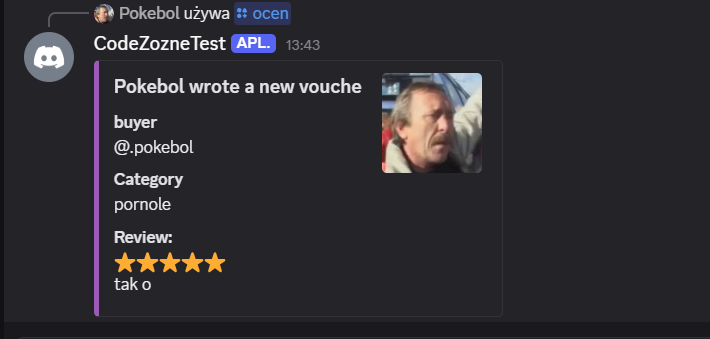 Pokebol używa ocen
CodeZozneTest APL. 13:43
Pokebol wrote a new vouche
buyer
@.pokebol
Category
pornole
Review:
tak o